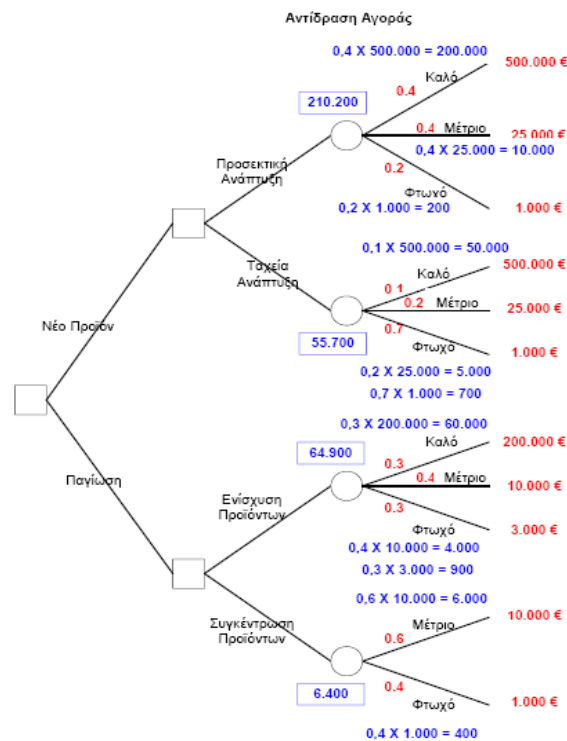 Αντίδραση Αγοράς
0,4 X 500.000 = 200.000
500.000 €
Καλό
0.4
210.200
0.4 Μέτριο
25.000 €
0,4 X 25.000 = 10.000
Προσεκτική
Ανάπτυξη
0.2
Φτωχό
0,2 X 1.000 = 200
1.000 €
0,1 X 500.000 = 50.000
500.000 €
Καλό
Ταχεία
Ανάπτυξη
0.1
0.2 Μέτριο
25.000 €
Νέο Προϊόν
0.7
55.700
Φτωχό
1.000 €
0,2 X 25.000 = 5.000
0,7 X 1.000 = 700
0,3 X 200.000 = 60.000
200.000 €
Καλό
64.900
0.3
0.4 Μέτριο
10.000 €
Παγίωση
Ενίσχυση
Προϊόντων
0.3
Φτωχό
3.000 €
0,4 X 10.000 = 4.000
0,3 X 3.000 = 900
0,6 X 10.000 = 6.000
10.000 €
Μέτριο
Συγκέντρωση
Προϊόντων
0.6
0.4
6.400
Φτωχό
1.000 €
0,4 X 1.000 = 400